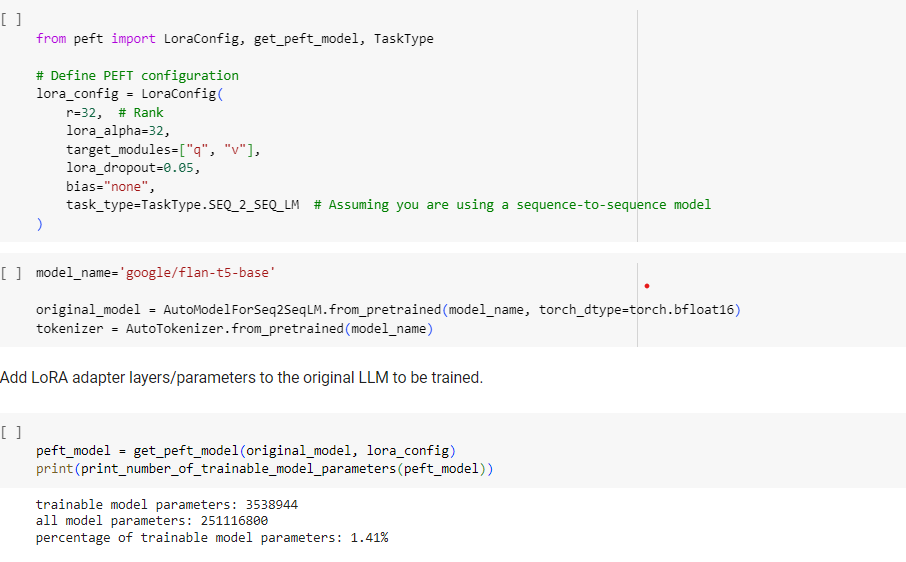 [ ]
from peft import LoraConfig, get_peft_model, TaskType
# Define PEFT configuration
lora_config = LoraConfig(
    r=32,  # Rank
    lora_alpha=32,
    target_modules=["q", "v"],
    lora_dropout=0.05,
    bias="none",
    task_type=TaskType.SEQ_2_SEQ_LM  # Assuming you are using a sequence-to-sequence model
)
[ ] model_name='google/flan-t5-base'
original_model = AutoModelForSeq2SeqLM.from_pretrained(model_name, torch_dtype=torch.bfloat16)
tokenizer = AutoTokenizer.from_pretrained(model_name)
Add LoRA adapter layers/parameters to the original LLM to be trained.
[ ]
peft_model = get_peft_model(original_model, lora_config)
print(print_number_of_trainable_model_parameters(peft_model))
trainable model parameters: 3538944
all model parameters: 251116800
percentage of trainable model parameters: 1.41%